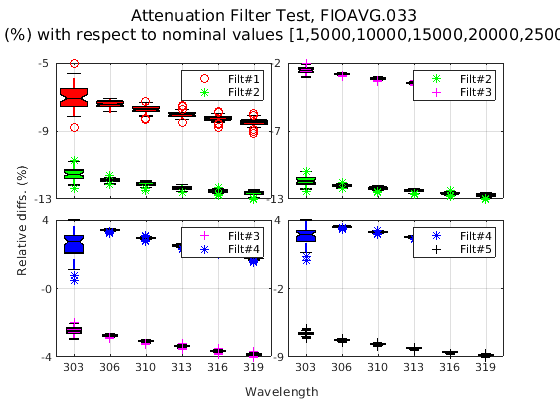 Attenuation Filter Test, FIOAVG.033
(%) with respect to nominal values [1,5000,10000,15000,20000,2500
-5
-9
-13
Filt#1
Filt#2
-2
-7
-13
Filt#2
Filt#3
Relative diffs. (%)
4
-0
-4
Filt#3
Filt#4
4
-2
-9
Filt#4
Filt#5
303 306 310 313 316 319
303 306 310 313 316 319
Wavelength